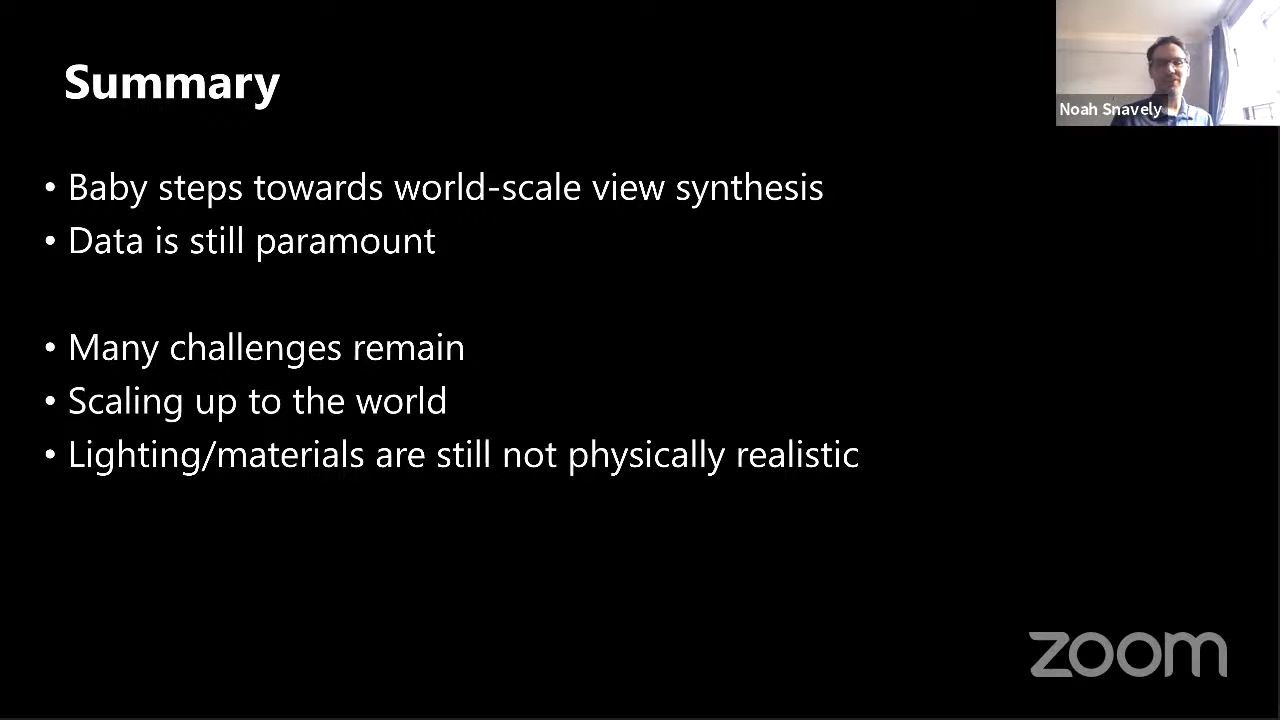 Summary
Noah Snavely
• Baby steps towards world-scale view synthesis
• Data is still paramount
• Many challenges remain
• Scaling up to the world
• Lighting/materials are still not physically realistic
zoom